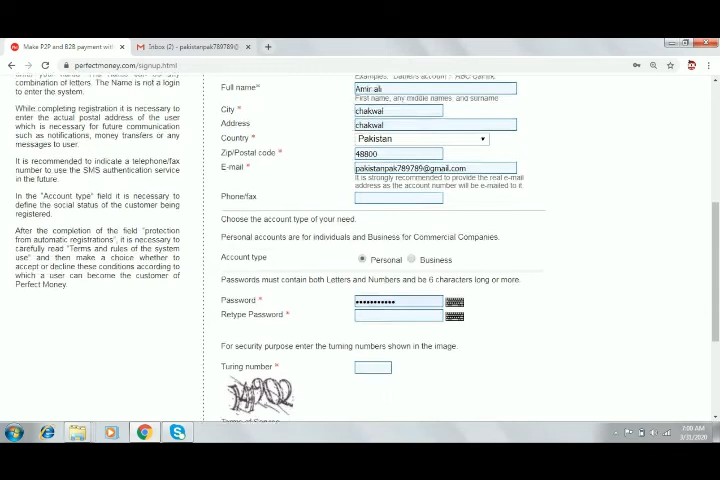 Make P2P and B2B payment with
Inbox (2) - pakistanpak789789@
perfectmoney.com/signup.html
combination of letters. The Name is not a login
to enter the system.
While completing registration it is necessary to
enter the actual postal address of the user
which is necessary for future communication
such as notifications, money transfers or any
messages to user.
It is recommended to indicate a telephone/fax
number to use the SMS authentication service
in the future.
In the "Account type" field it is necessary to
define the social status of the customer being
registered.
After the completion of the field "protection
from automatic registrations", it is necessary to
carefully read "Terms and rules of the system
use" and then make a choice whether to
accept or decline these conditions according to
which a user can become the customer of
Perfect Money.
Full name* Amir ali
First name, any middle names, and surname
City * chakwal
Address chakwal
Country * Pakistan
Zip/Postal code * 48800
E-mail * pakistanpak789789@gmail.com
It is strongly recommended to provide the real e-mail
address as the account number will be e-mailed to it
Phone/fax
Choose the account type of your need.
Personal accounts are for individuals and Business for Commercial Companies.
Account type Personal Business
Passwords must contain both Letters and Numbers and be 6 characters long or more.
Password * •••••••••••
Retype Password *
For security purpose enter the turning numbers shown in the image.
Turing number *
Terms of Service
7:00 AM
3/31/2020